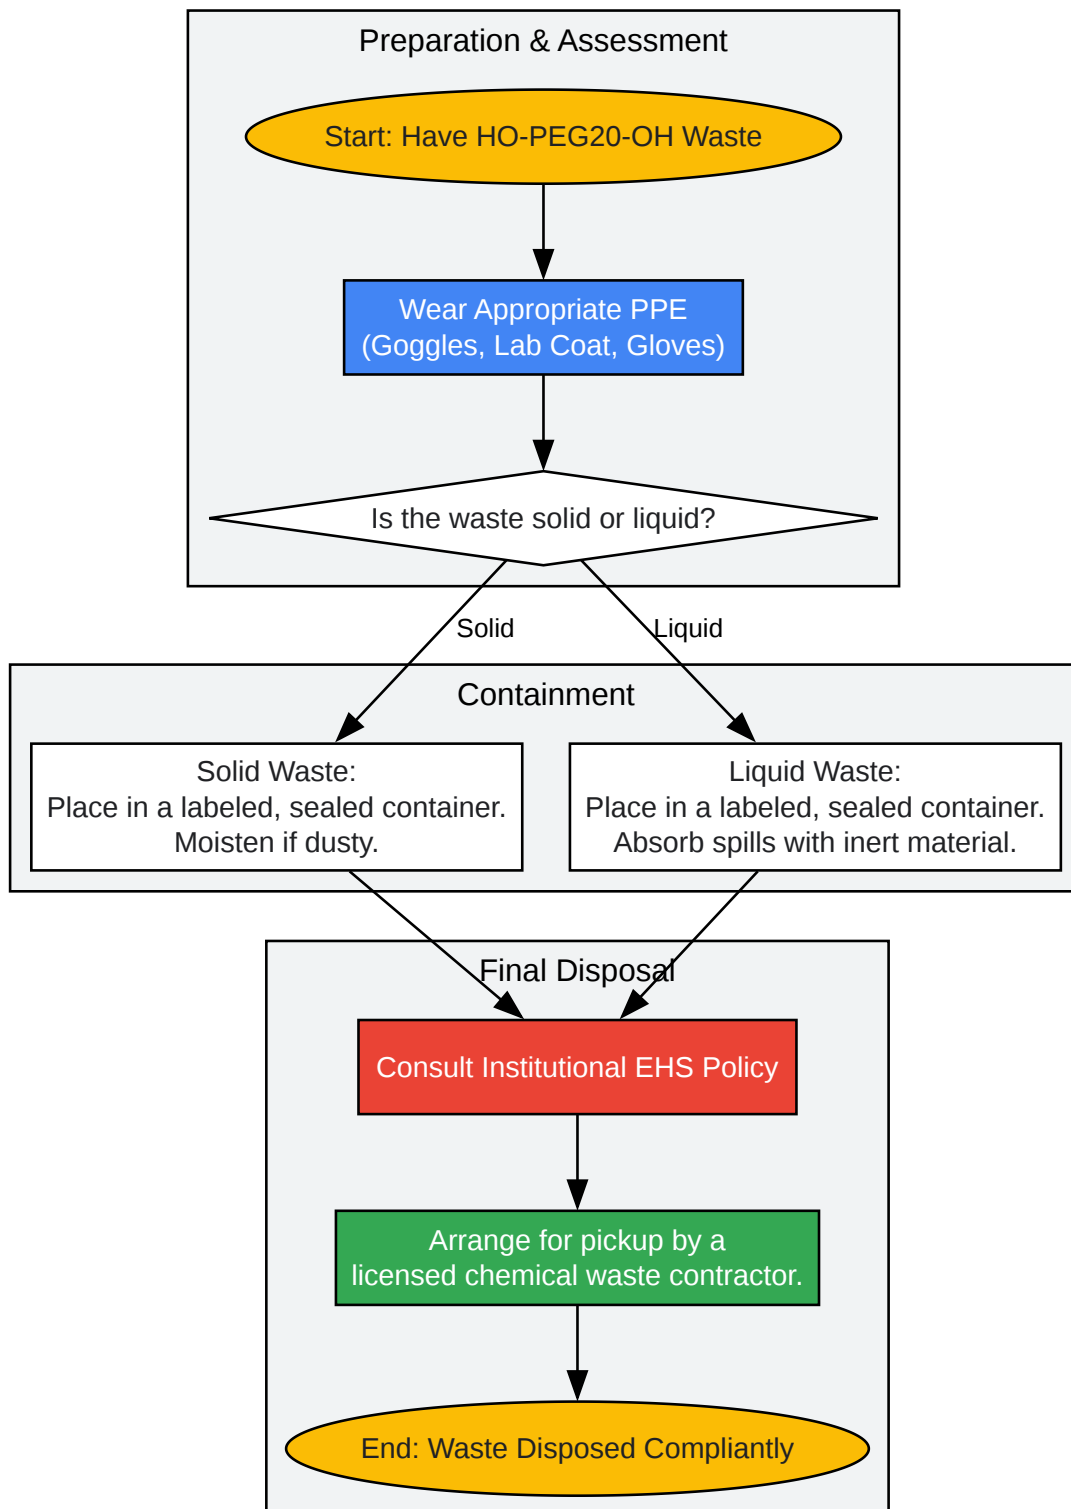 Preparation & Assessment
Start: Have HO-PEG20-OH Waste
Wear Appropriate PPE
(Goggles, Lab Coat, Gloves)
Is the waste solid or liquid?
Solid
Liquid
Containment
Solid Waste:
Place in a labeled, sealed container.
Moisten if dusty.
Liquid Waste:
Place in a labeled, sealed container.
Absorb spills with inert material.
Final Disposal
Consult Institutional EHS Policy
Arrange for pickup by a
licensed chemical waste contractor.
End: Waste Disposed Compliantly